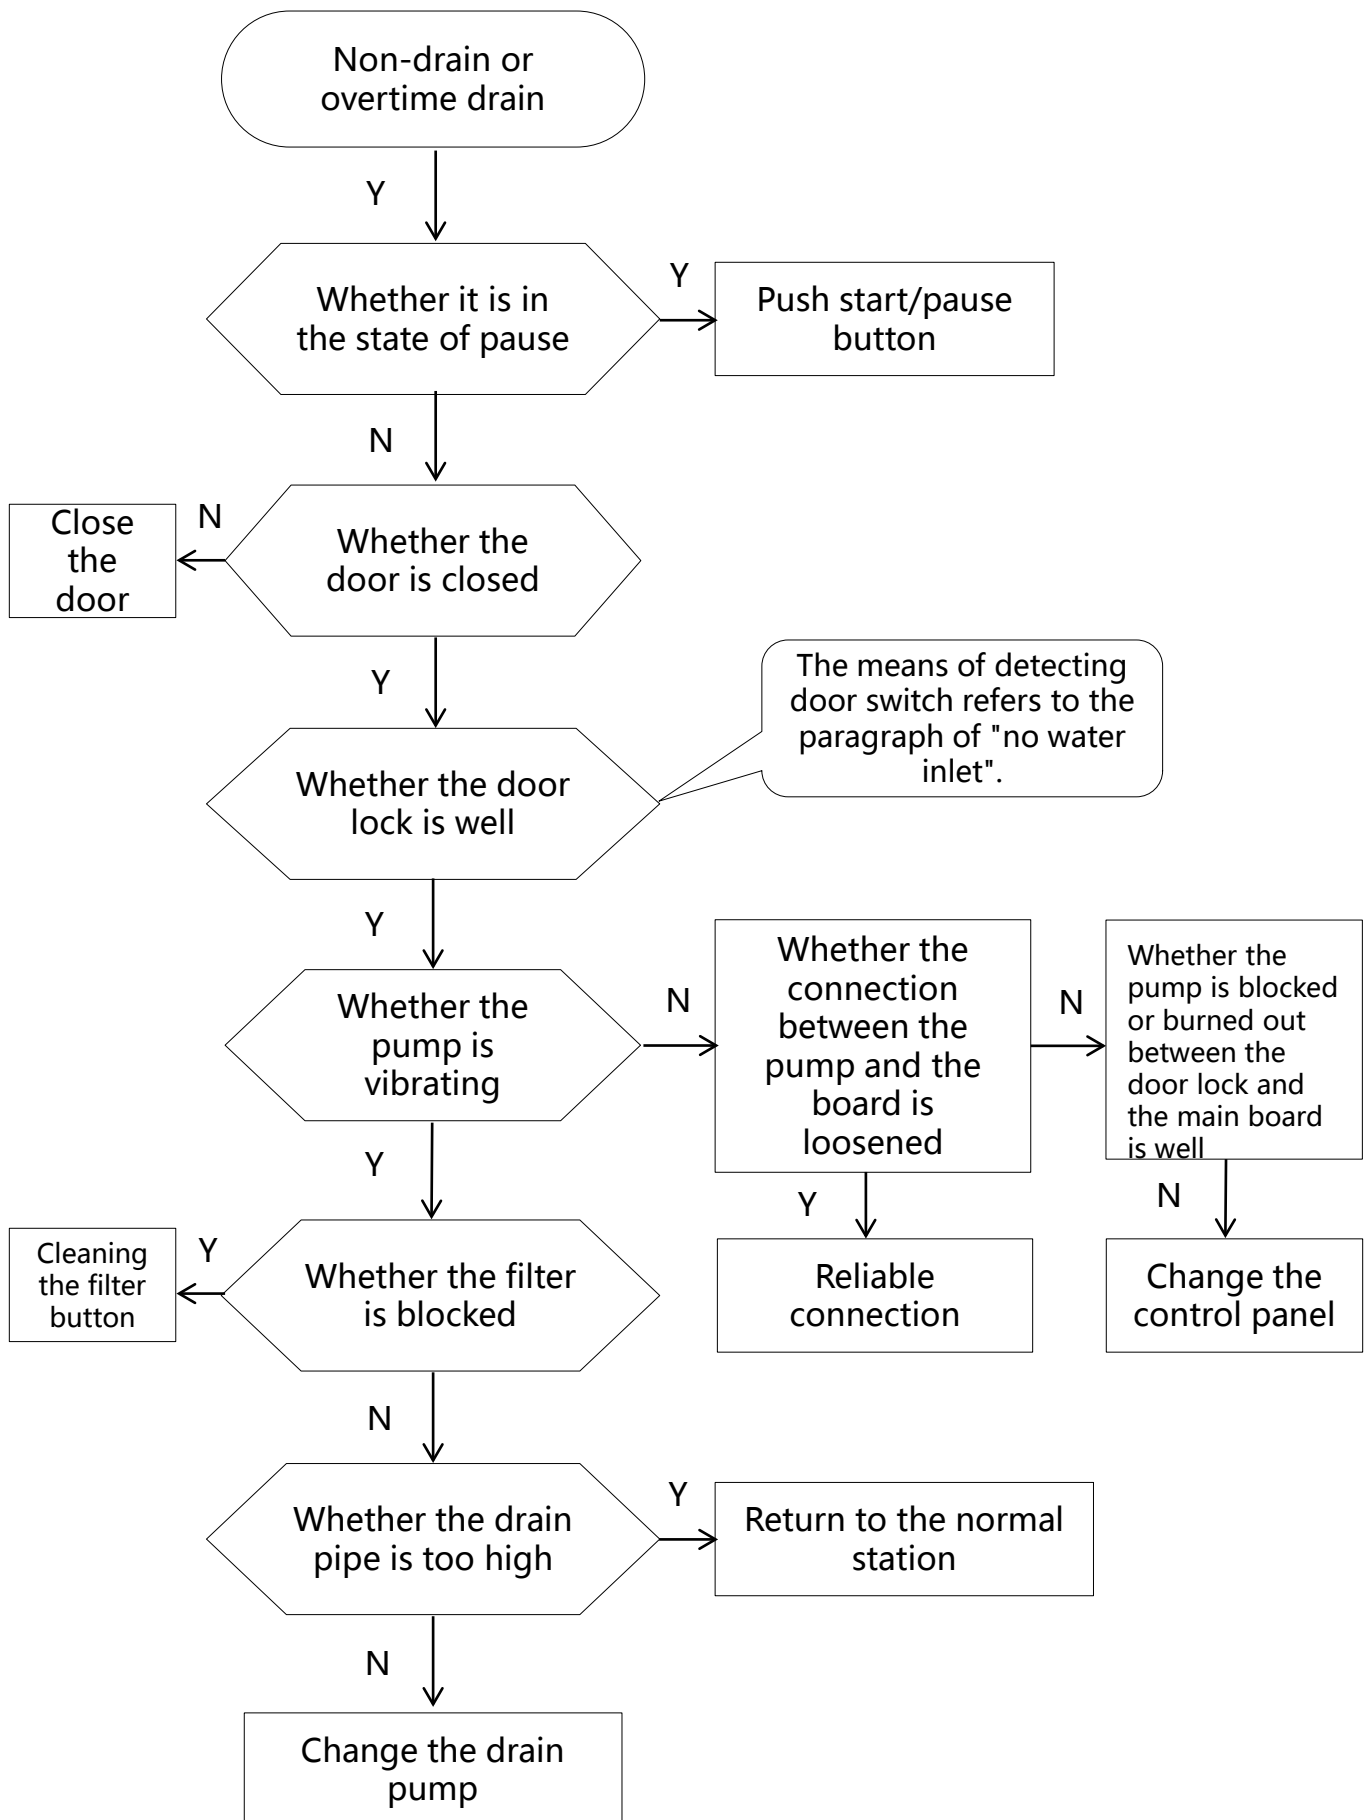 Non-drain or
overtime drain
Y
Whether it is in
the state of pause
Y
Push start/pause
button
N
Close
the
door
N
Whether the
door is closed
Y
The means of detecting
door switch refers to the
paragraph of "no water
inlet".
Whether the door
lock is well
Y
Whether the
pump is
vibrating
N
Whether the
connection
between the
pump and the
board is
loosened
N
Whether the
pump is blocked
or burned out
between the
door lock and
the main board
is well
Y
Y
N
Cleaning
the filter
button
Y
Whether the filter
is blocked
Reliable
connection
Change the
control panel
N
Whether the drain
pipe is too high
Y
Return to the normal
station
N
Change the drain
pump